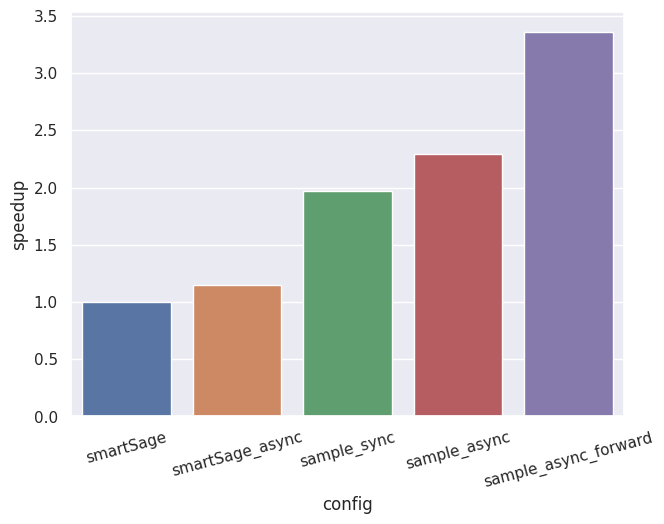 3.5
3.0
2.5
2.0
1.5
1.0
0.5
0.0
speedup
smartSage
smartSage_async
sample_sync
sample_async
sample_async_forward
config